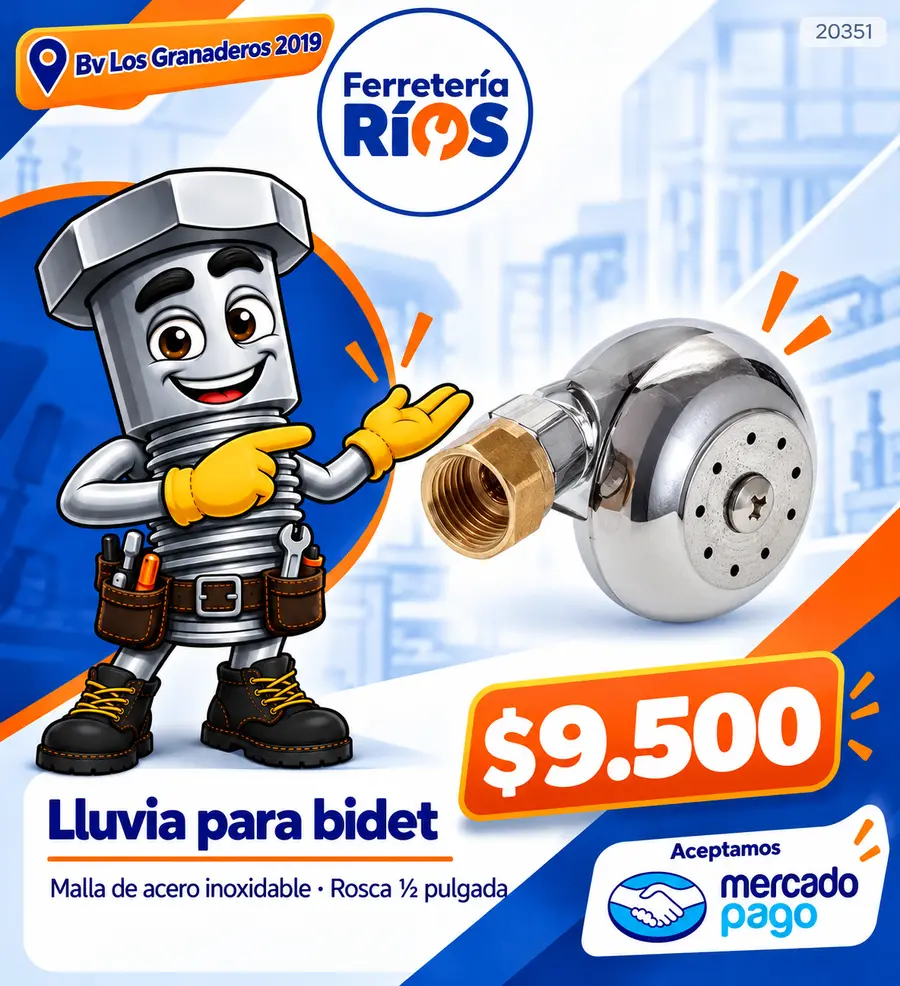 Bv Los Granaderos 2019
20351
Ferretería
RÍOS
$9.500
Lluvia para bidet
Malla de acero inoxidable · Rosca ½ pulgada
Aceptamos
mercado
pago